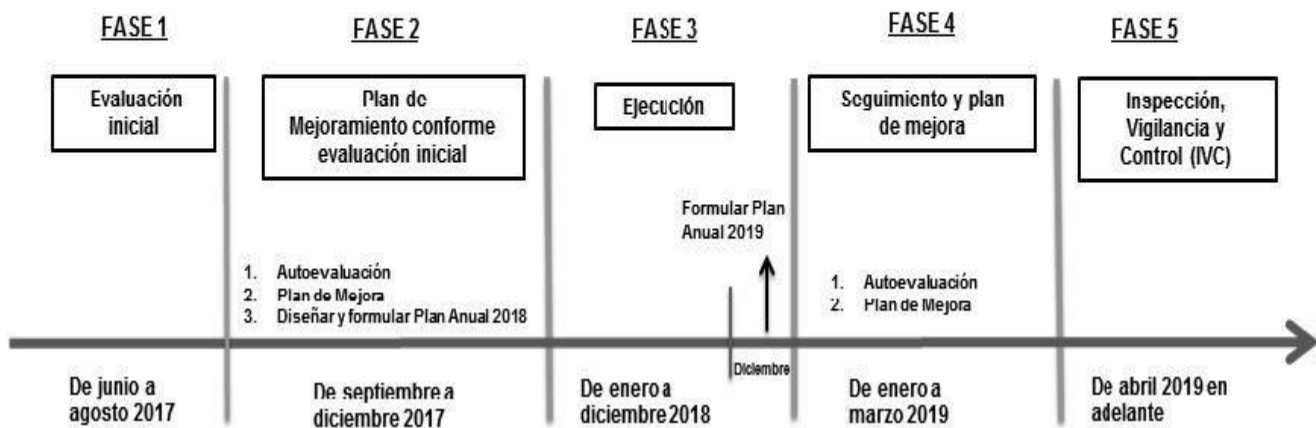 FASE 1
FASE 2
FASE 3
FASE 4
FASE 5
Evaluación
inicial
Plan de
Mejoramiento conforme
evaluación inicial
Ejecución
Seguimiento y plan
de mejora
Inspección,
Vigilancia y
Control (IVC)
Formular Plan
Anual 2019
1. Autoevaluación
2. Plan de Mejora
3. Diseñar y formular Plan Anual 2018
1. Autoevaluación
2. Plan de Mejora
Diciembre
De junio a
agosto 2017
De septiembre a
diciembre 2017
De enero a
diciembre 2018
De enero a
marzo 2019
De abril 2019 en
adelante